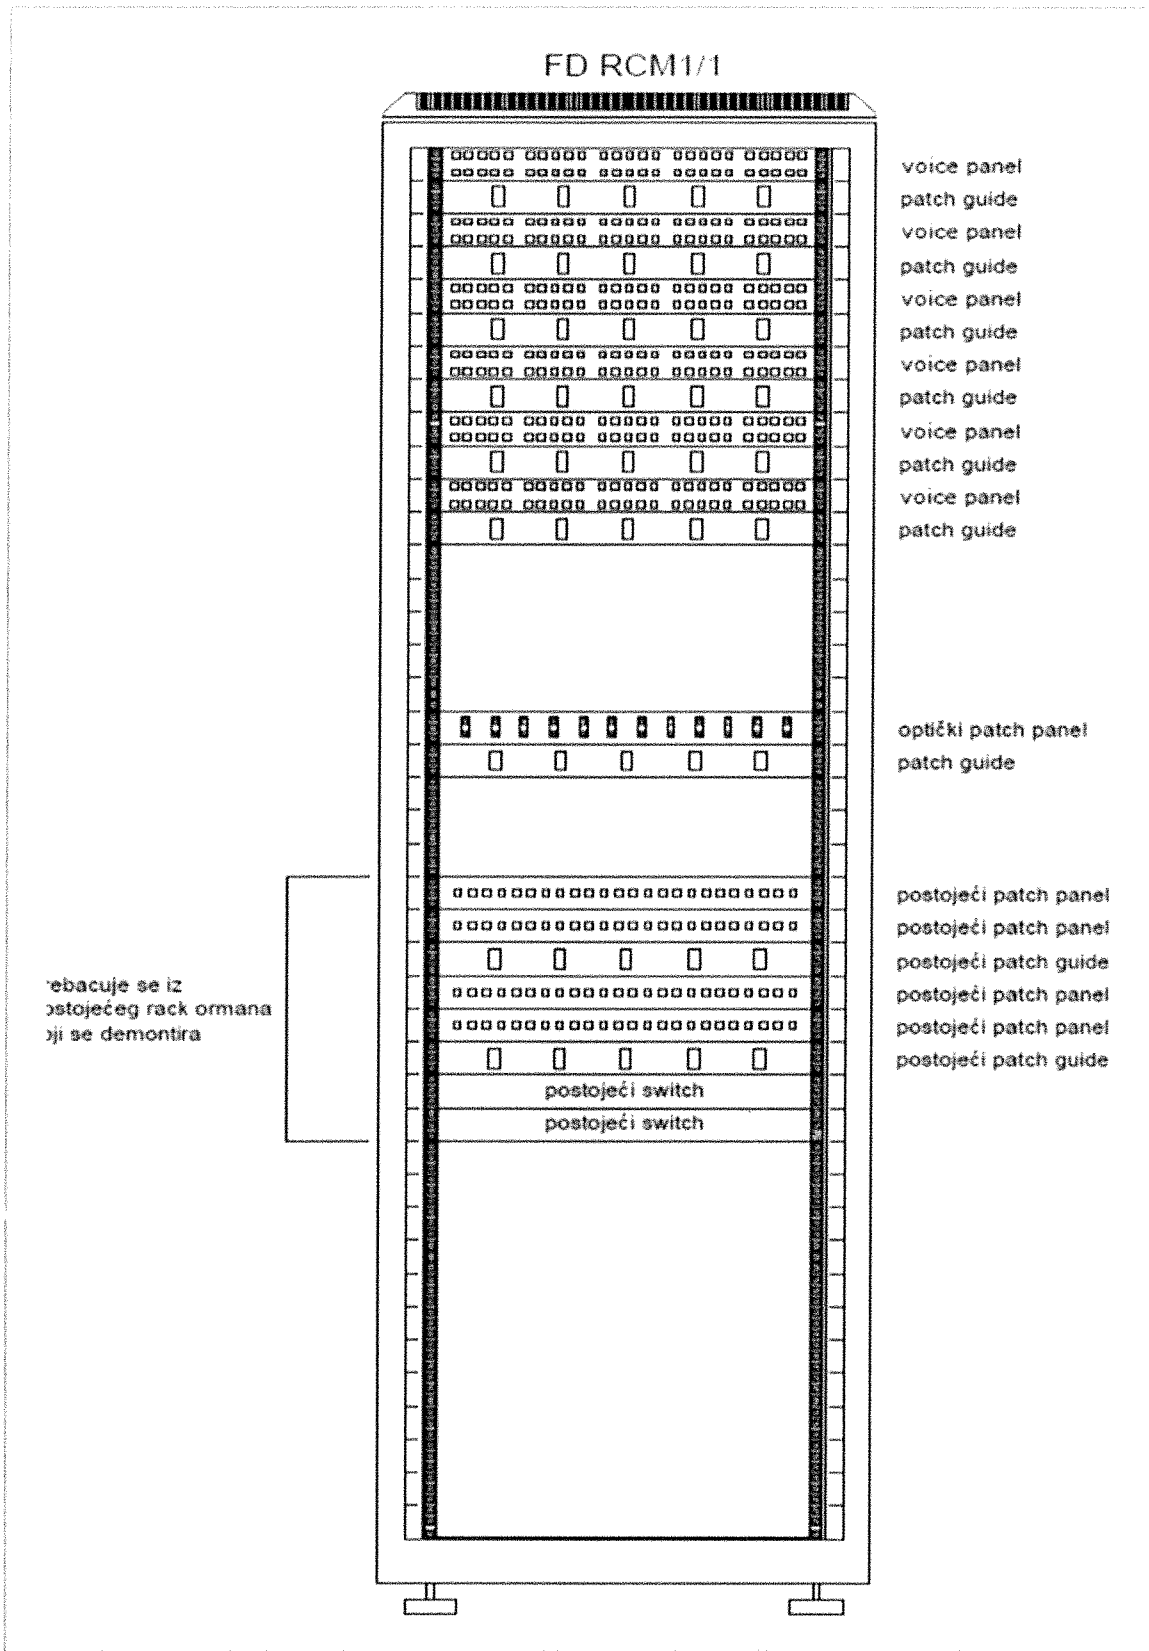 FD RCM1/1
voice panel
patch guide
voice panel
patch guide
voice panel
patch guide
voice panel
patch guide
voice panel
patch guide
voice panel
patch guide
optički patch panel
patch guide
postojeći patch panel
postojeći patch panel
postojeći patch guide
postojeći patch panel
postojeći patch panel
postojeći patch guide
rebacuje se iz
ostojećeg rack ormana
oji se demontira
postojeći switch
postojeći switch